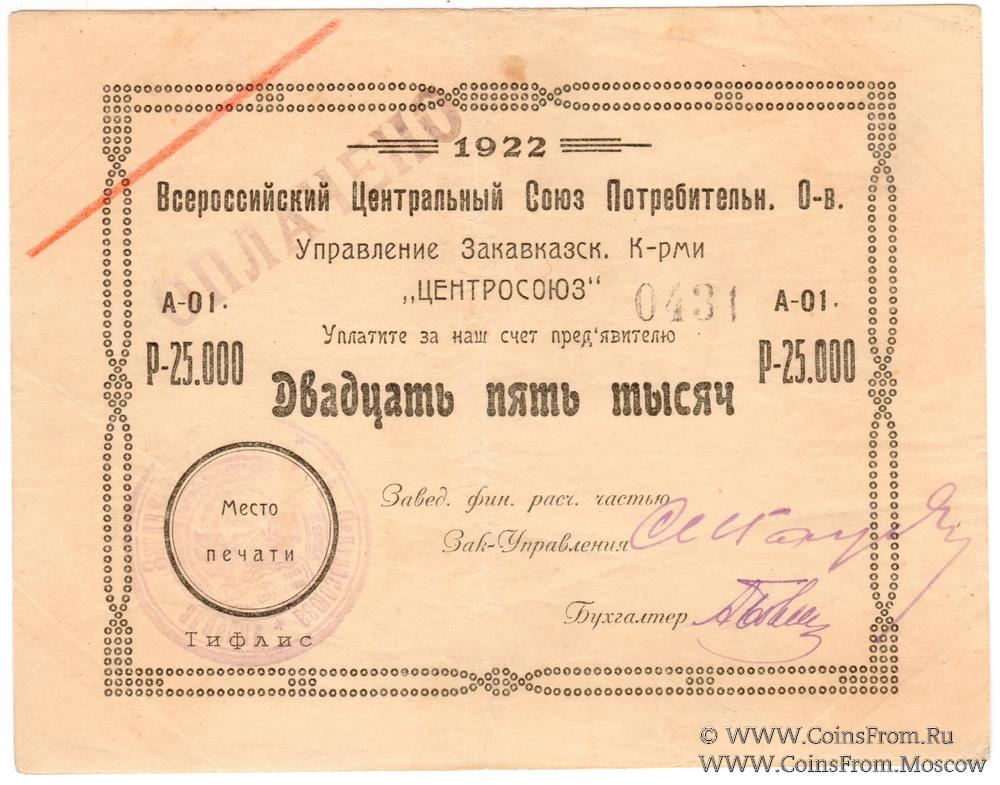 1922
Всероссийский Центральный Союз Потребительн. О-в.
Управление Закавказск. К-рми
„ЦЕНТРОСОЮЗ“
0431
А-01.
А-01.
Уплатите за наш счет пред'явителю
Р-25.000
Р-25.000
Двадцать пять тысяч
ОПЛАЧЕНО
Завед. фин. расч. частью
Зак-Управления
Место
печати
Бухгалтер
Тифлис
© WWW.CoinsFrom.Ru
WWW.CoinsFrom.Moscow